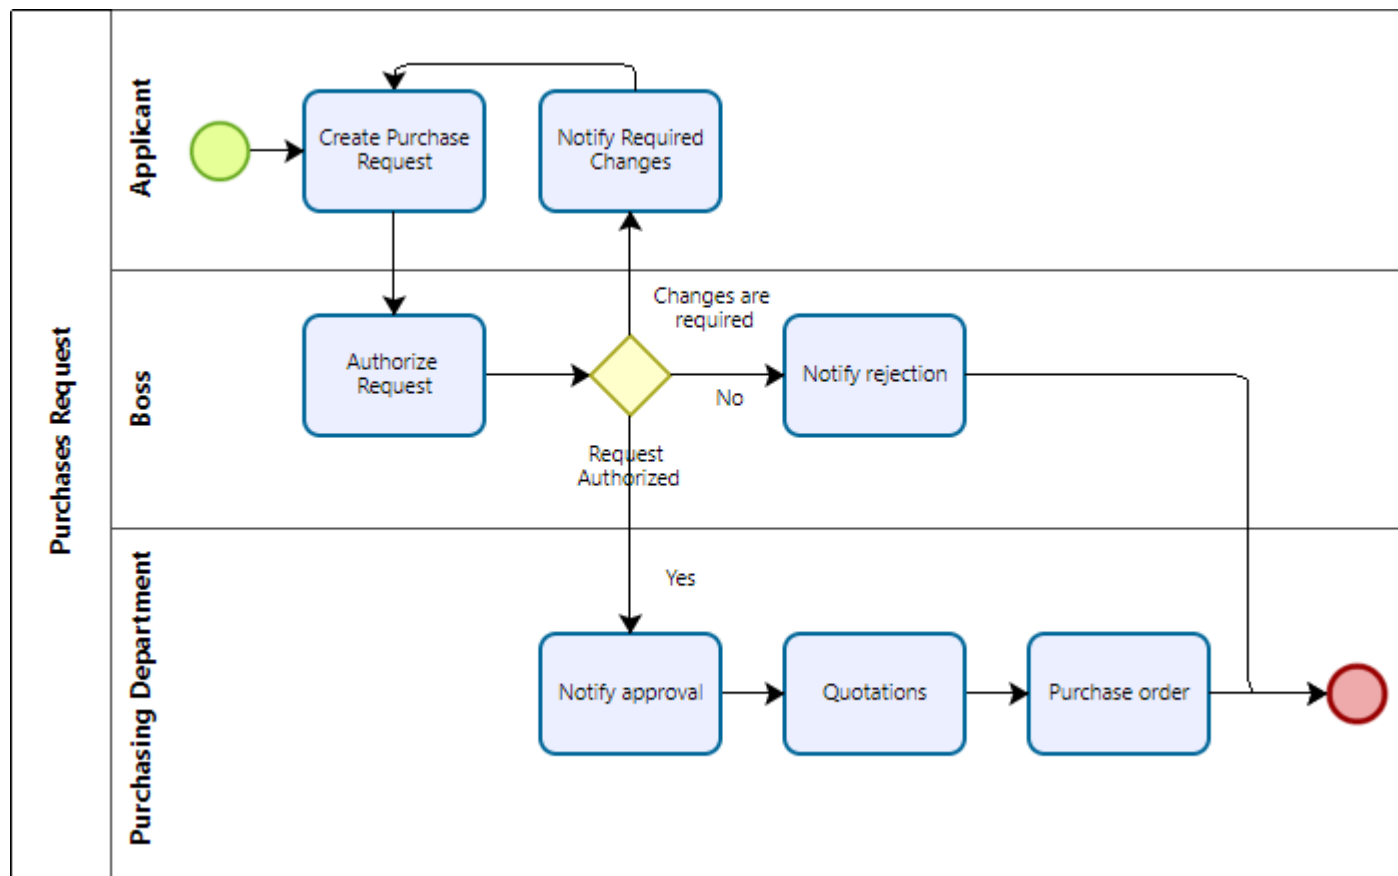 Purchases Request
Applicant
Create Purchase
Request
Notify Required
Changes
Boss
Authorize
Request
Changes are
required
No
Notify rejection
Request
Authorized
Purchasing Department
Yes
Notify approval
Quotations
Purchase order